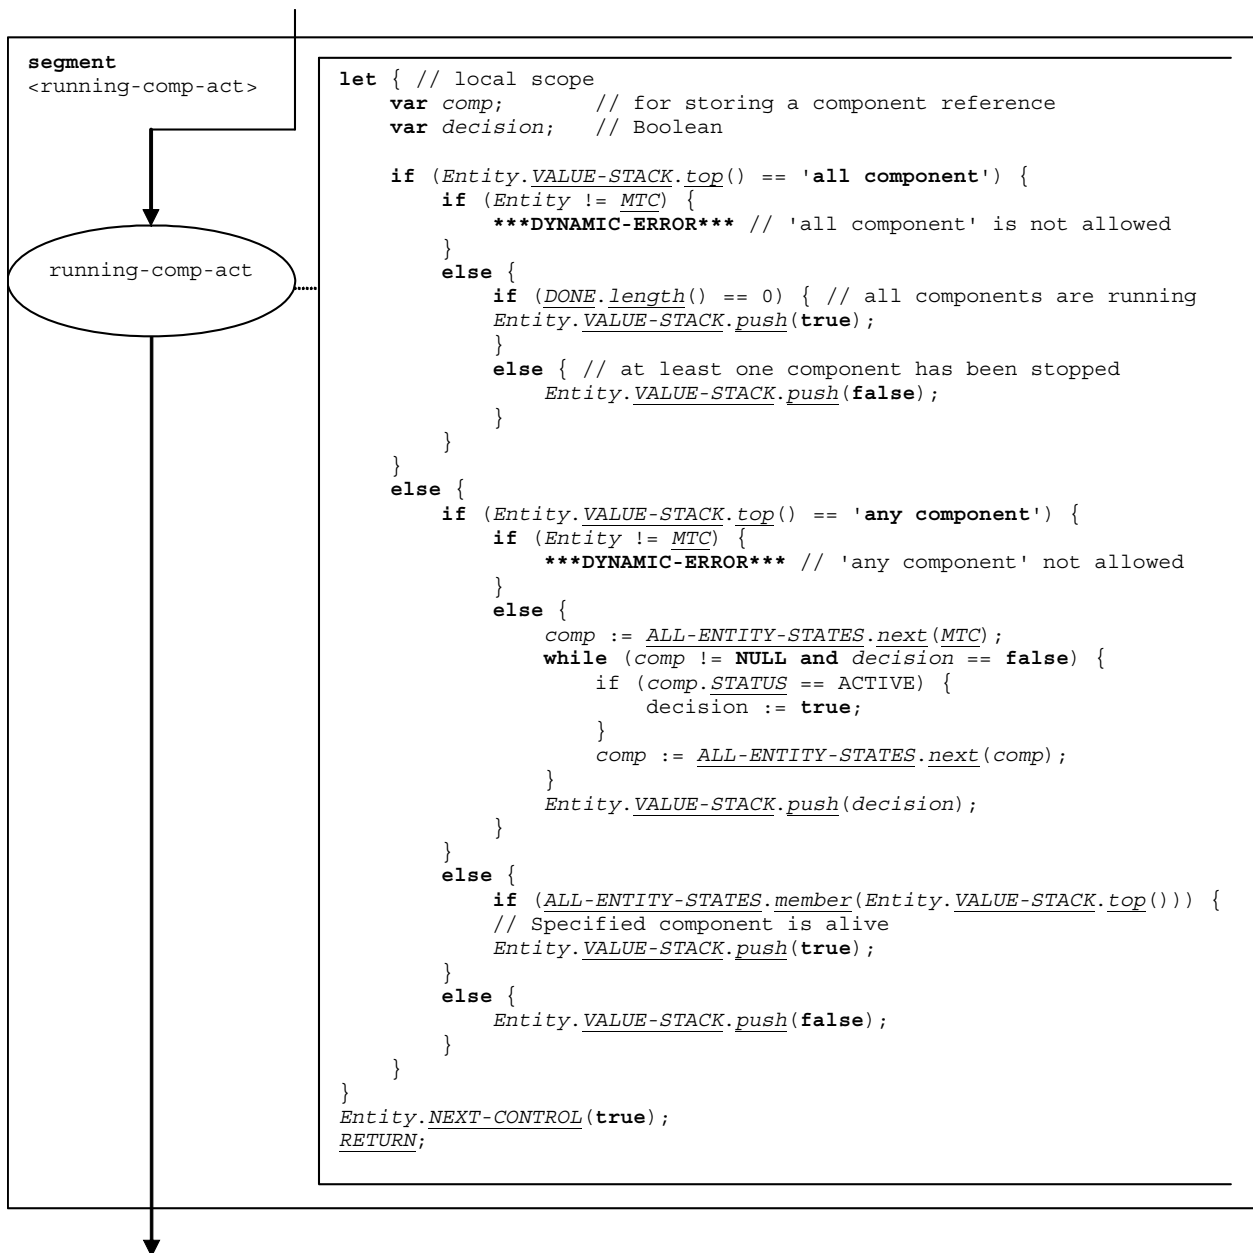 segment
<running-comp-act>
running-comp-act
let { // local scope
    var comp;       // for storing a component reference
    var decision;   // Boolean
    if (Entity.VALUE-STACK.top() == 'all component') {
        if (Entity != MTC) {
            ***DYNAMIC-ERROR*** // 'all component' is not allowed
        }
        else {
            if (DONE.length() == 0) { // all components are running
            Entity.VALUE-STACK.push(true);
            }
            else { // at least one component has been stopped
                Entity.VALUE-STACK.push(false);
            }
        }
    }
    else {
        if (Entity.VALUE-STACK.top() == 'any component') {
            if (Entity != MTC) {
                ***DYNAMIC-ERROR*** // 'any component' not allowed
            }
            else {
                comp := ALL-ENTITY-STATES.next(MTC);
                while (comp != NULL and decision == false) {
                    if (comp.STATUS == ACTIVE) {
                        decision := true;
                    }
                    comp := ALL-ENTITY-STATES.next(comp);
                }
                Entity.VALUE-STACK.push(decision);
            }
        }
        else {
            if (ALL-ENTITY-STATES.member(Entity.VALUE-STACK.top())) {
            // Specified component is alive
            Entity.VALUE-STACK.push(true);
        }
        else {
            Entity.VALUE-STACK.push(false);
        }
    }
}
Entity.NEXT-CONTROL(true);
RETURN;